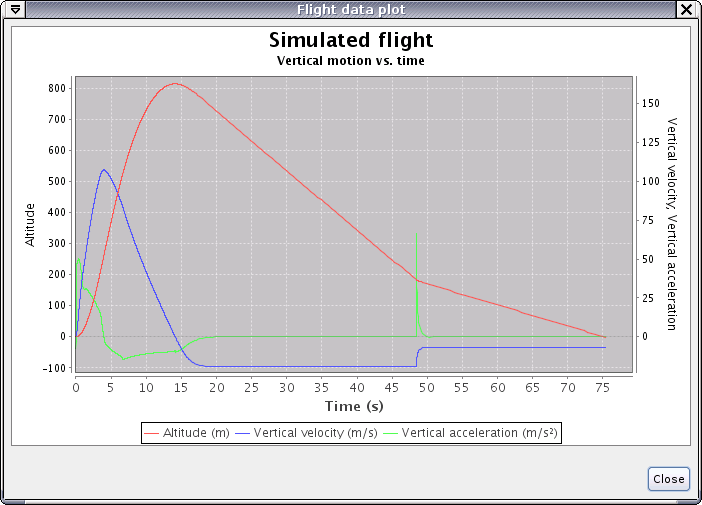 Flight data plot
Simulated flight
Vertical motion vs. time
Altitude
800
700
600
500
400
300
200
100
0
-100
150
125
100
75
50
25
0
Vertical velocity; Vertical acceleration
0 5 10 15 20 25 30 35 40 45 50 55 60 65 70 75
Time (s)
Altitude (m) Vertical velocity (m/s) Vertical acceleration (m/s²)
Close